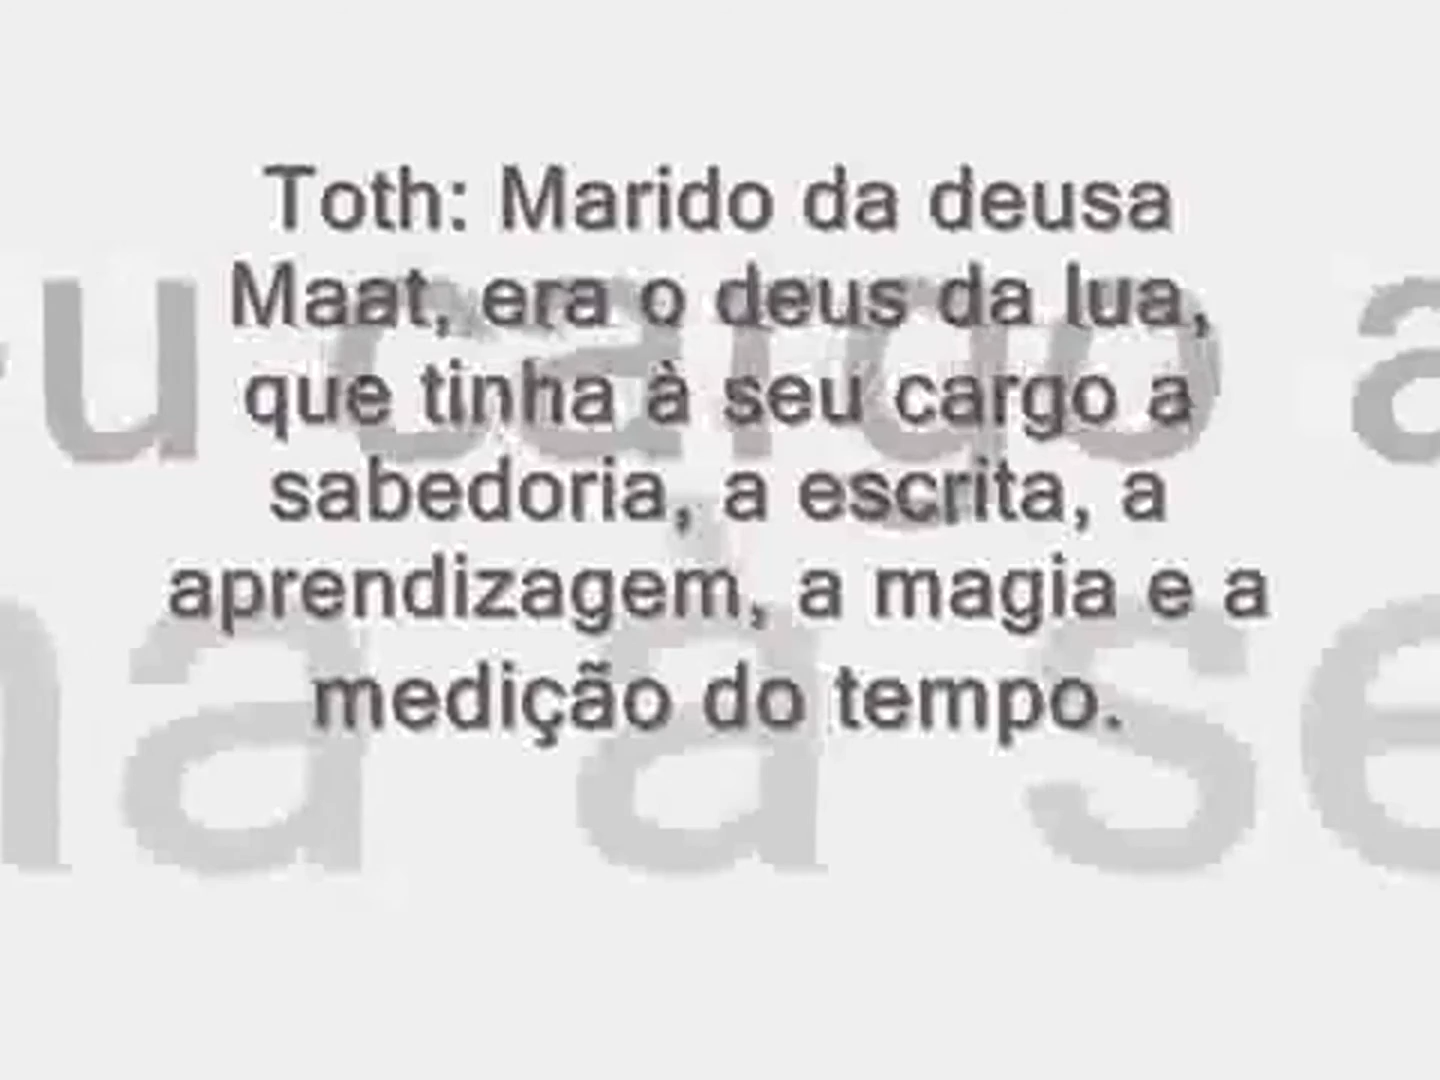 Toth: Marido da deusa
Maat, era o deus da lua,
que tinha à seu cargo a
sabedoria, a escrita, a
aprendizagem, a magia e a
medição do tempo.